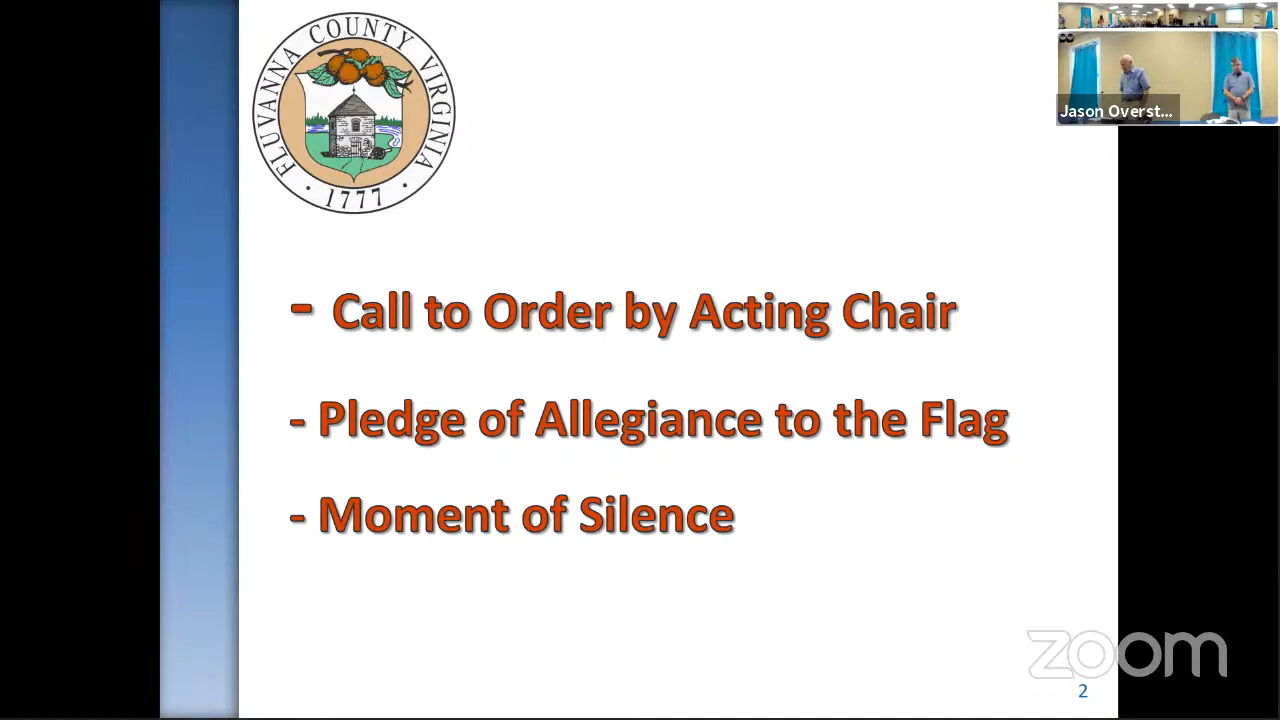 FLUVANNA COUNTY VIRGINIA
· 1777 ·
Jason Overst...
- Call to Order by Acting Chair
- Pledge of Allegiance to the Flag
- Moment of Silence
zoom
2